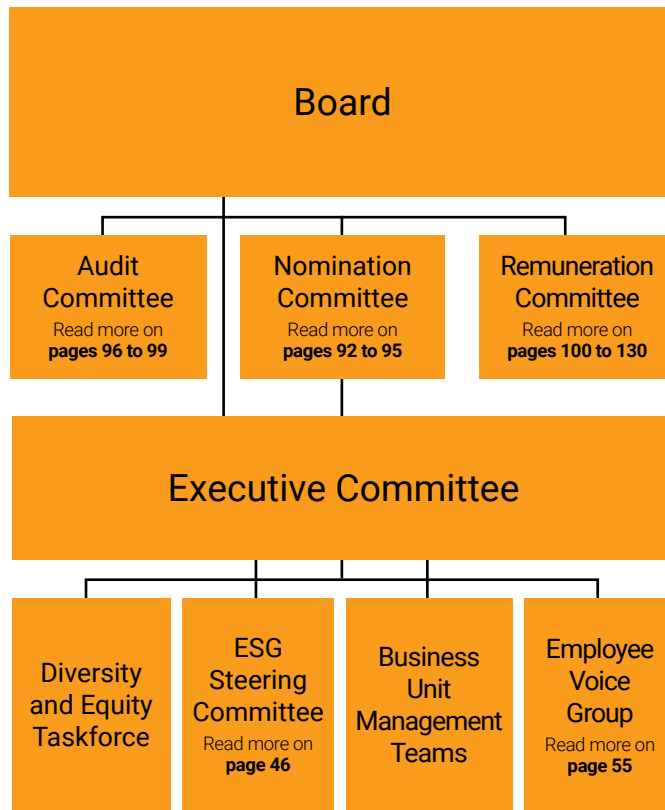 Board
Audit
Committee
Read more on
pages 96 to 99
Nomination
Committee
Read more on
pages 92 to 95
Remuneration
Committee
Read more on
pages 100 to 130
Executive Committee
Diversity
and Equity
Taskforce
ESG
Steering
Committee
Read more on
page 46
Business
Unit
Management
Teams
Employee
Voice
Group
Read more on
page 55